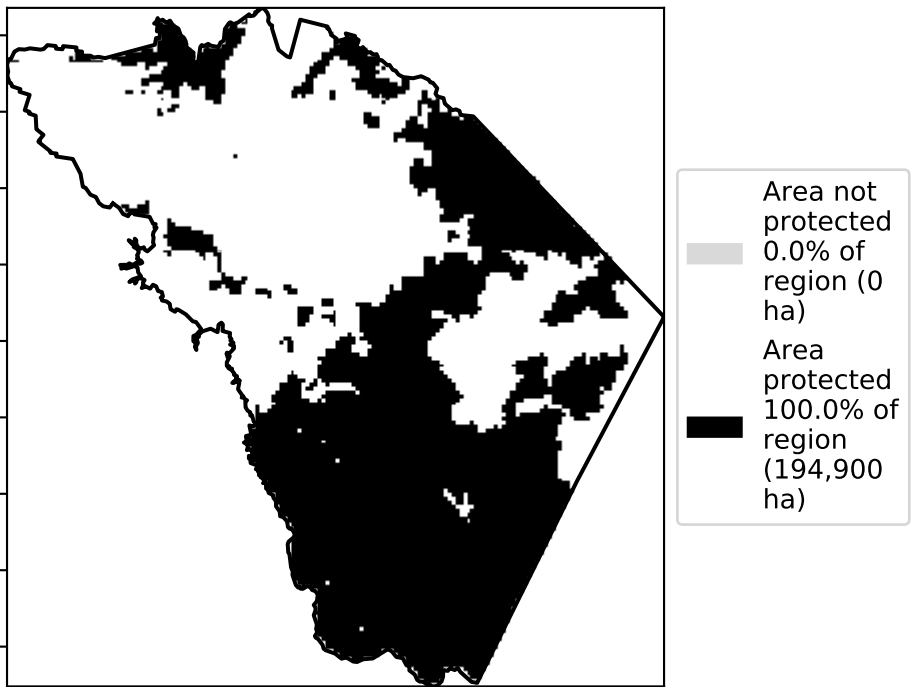 Area not
protected
0.0% of
region (0
ha)
Area
protected
100.0% of
region
(194,900
ha)